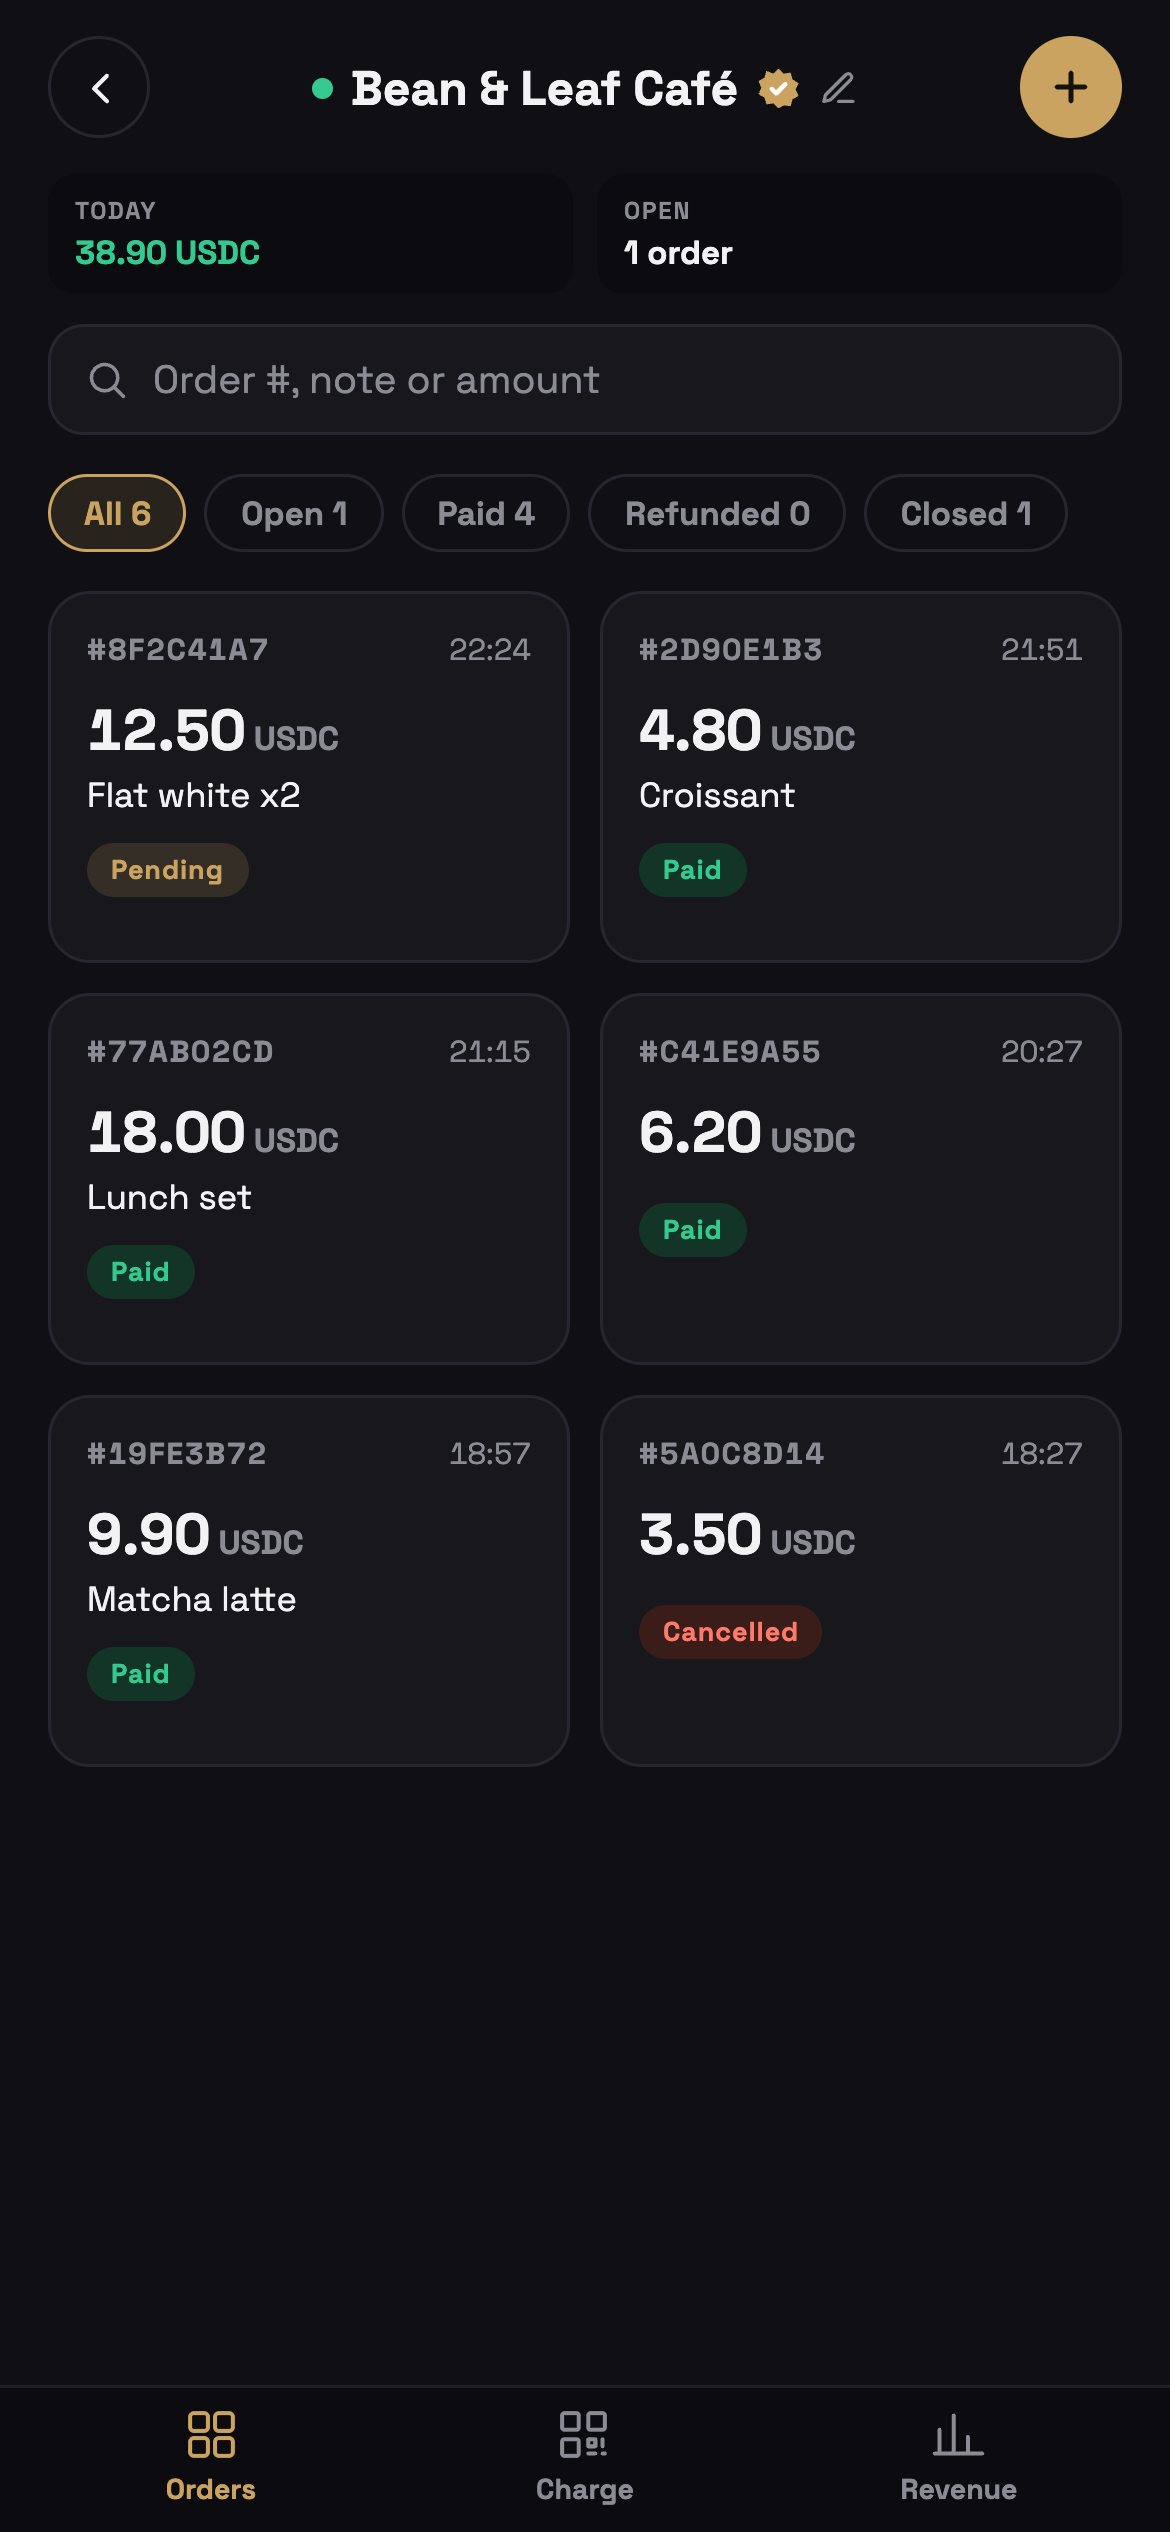 Bean & Leaf Café
TODAY
38.90 USDC
OPEN
1 order
Order #, note or amount
All 6
Open 1
Paid 4
Refunded 0
Closed 1
#8F2C41A7 22:24
12.50 USDC
Flat white x2
Pending
#2D90E1B3 21:51
4.80 USDC
Croissant
Paid
#77AB02CD 21:15
18.00 USDC
Lunch set
Paid
#C41E9A55 20:27
6.20 USDC
Paid
#19FE3B72 18:57
9.90 USDC
Matcha latte
Paid
#5A0C8D14 18:27
3.50 USDC
Cancelled
Orders
Charge
Revenue